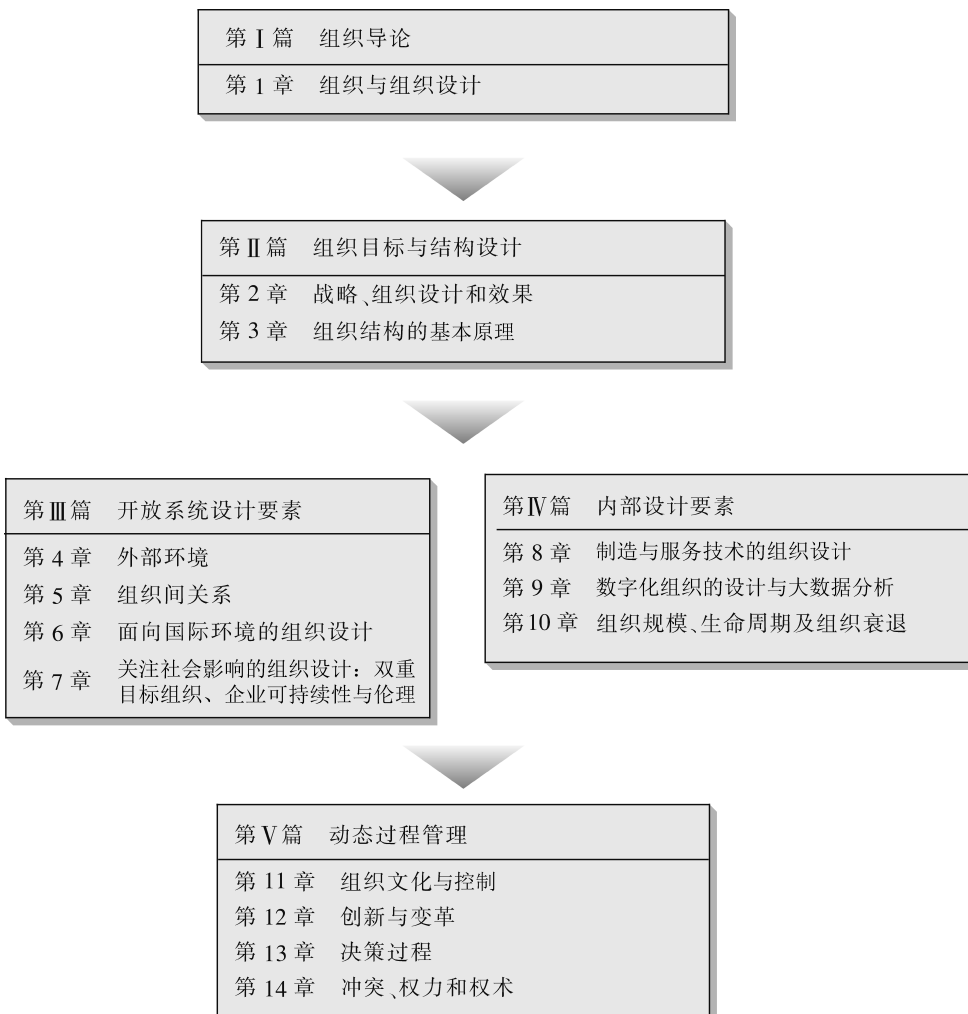 第Ⅰ篇 组织导论
第 1 章 组织与组织设计
第Ⅱ篇 组织目标与结构设计
第 2 章 战略、组织设计和效果
第 3 章 组织结构的基本原理
第Ⅲ篇 开放系统设计要素
第 4 章 外部环境
第 5 章 组织间关系
第 6 章 面向国际环境的组织设计
第 7 章 关注社会影响的组织设计：双重
目标组织、企业可持续性与伦理
第Ⅳ篇 内部设计要素
第 8 章 制造与服务技术的组织设计
第 9 章 数字化组织的设计与大数据分析
第10 章 组织规模、生命周期及组织衰退
第Ⅴ篇 动态过程管理
第 11 章 组织文化与控制
第 12 章 创新与变革
第 13 章 决策过程
第 14 章 冲突、权力和权术